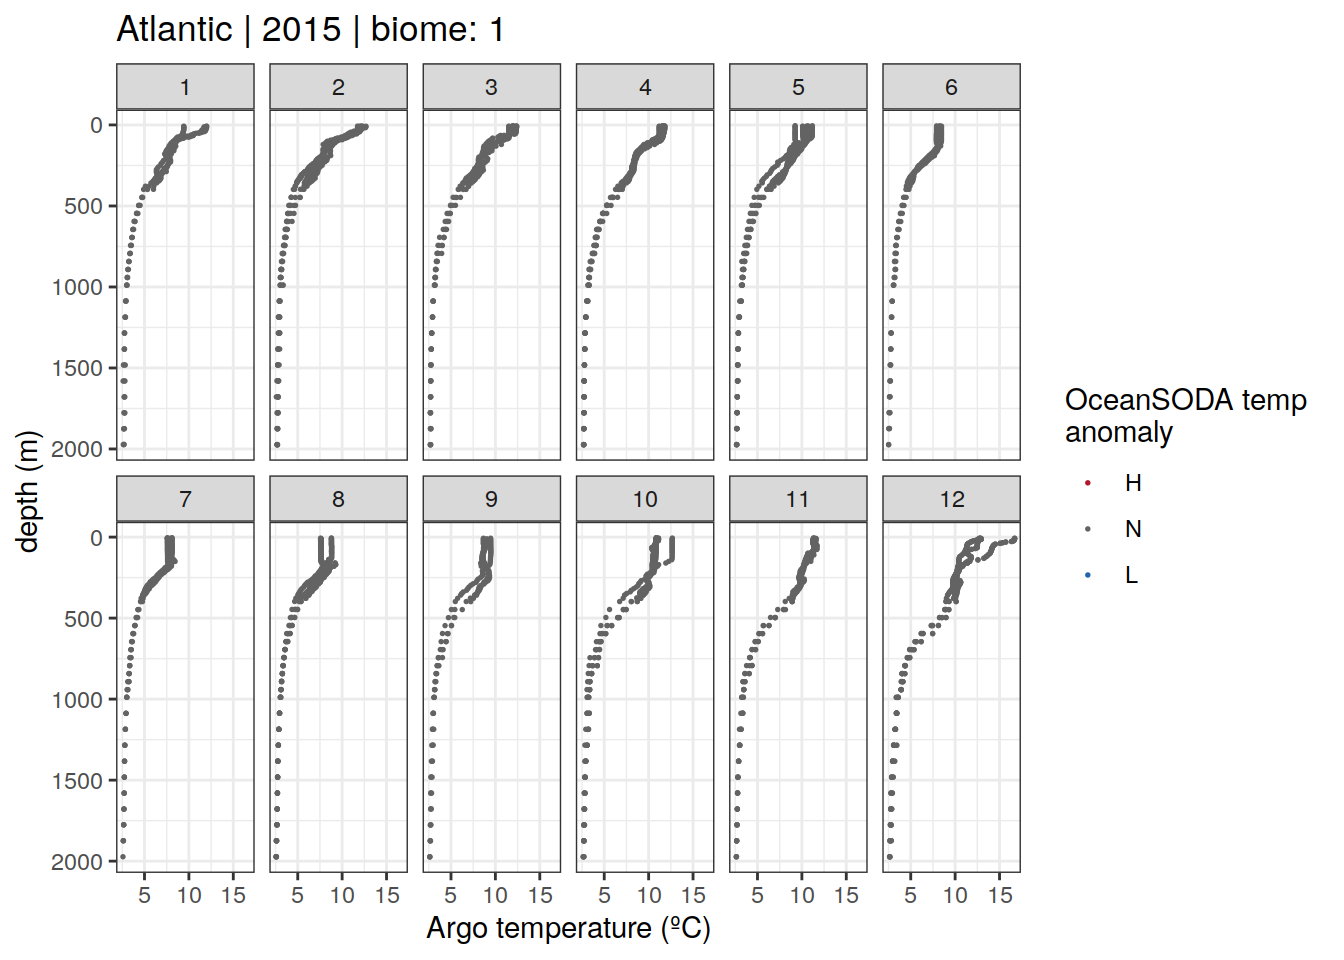 Atlantic | 2015 | biome: 1
1 2 3 4 5 6
0
500
1000
1500
2000
7 8 9 10 11 12
0
500
1000
1500
2000
5 10 15 5 10 15 5 10 15 5 10 15 5 10 15 5 10 15
Argo temperature (ºC)
depth (m)
OceanSODA temp
anomaly
H
N
L